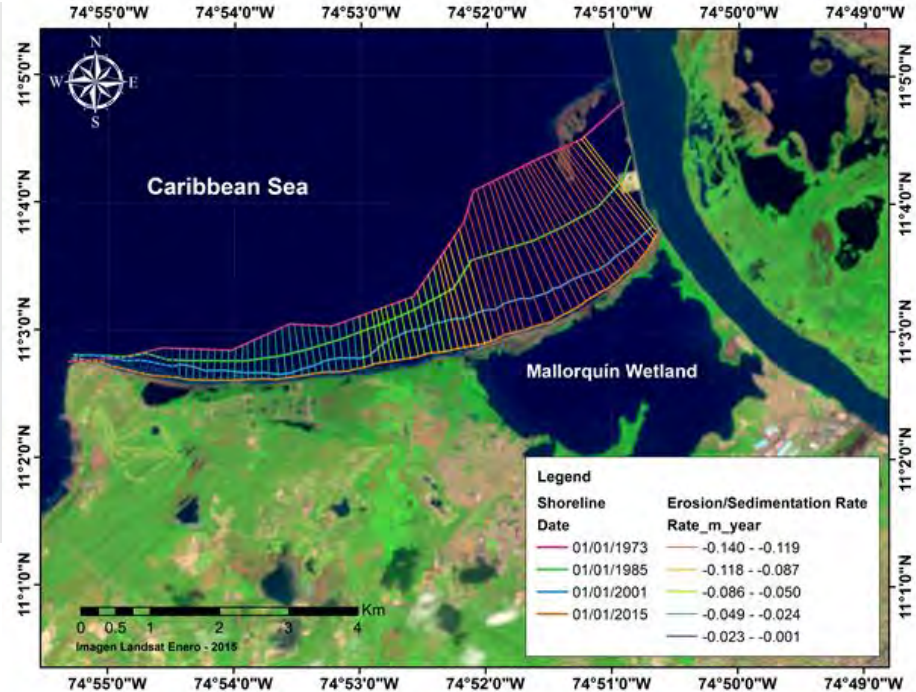 74°55'0"W 74°54'0"W 74°53'0"W 74°52'0"W 74°51'0"W 74°50'0"W 74°49'0"W
N
W E
S
11°5'0"N 11°5'0"N
Caribbean Sea
11°4'0"N 11°4'0"N
11°3'0"N 11°3'0"N
Mallorquín Wetland
11°2'0"N 11°2'0"N
Legend
Shoreline Erosion/Sedimentation Rate
Date Rate_m_year
01/01/1973 -0.140 - -0.119
01/01/1985 -0.118 - -0.087
01/01/2001 -0.086 - -0.050
01/01/2015 -0.049 - -0.024
-0.023 - -0.001
11°1'0"N 11°1'0"N
Km
0 0.5 1 2 3 4
Imagen Landsat Enero - 2015
74°55'0"W 74°54'0"W 74°53'0"W 74°52'0"W 74°51'0"W 74°50'0"W 74°49'0"W